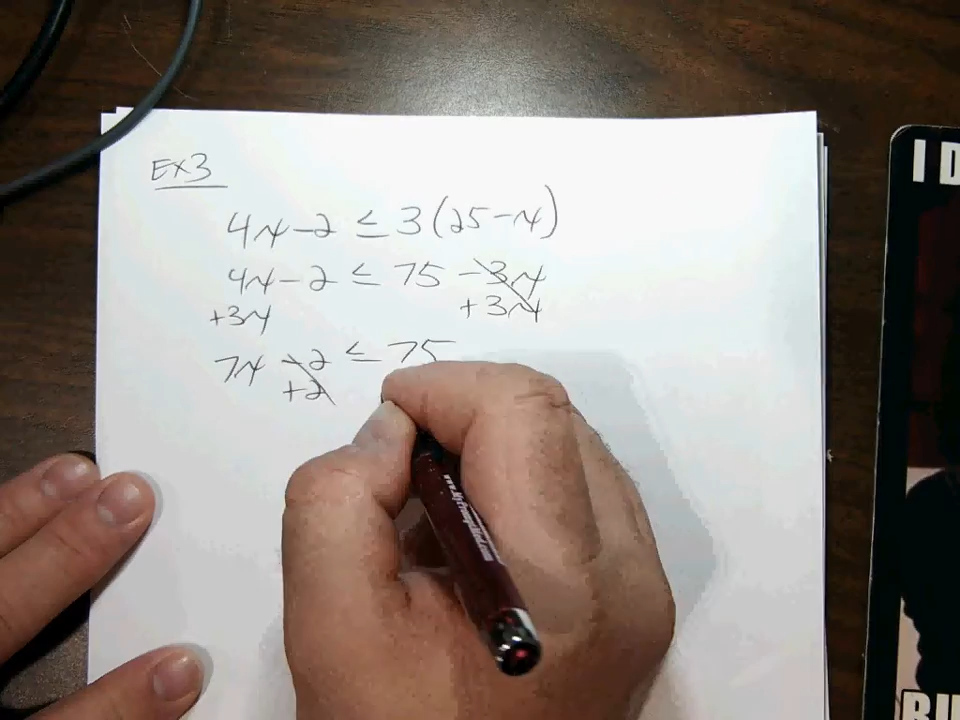 EX3
4x-2 ≤ 3(25-x)
4x-2 ≤ 75 -3x
+3x +3x
7x -2 ≤ 75
+2
I D